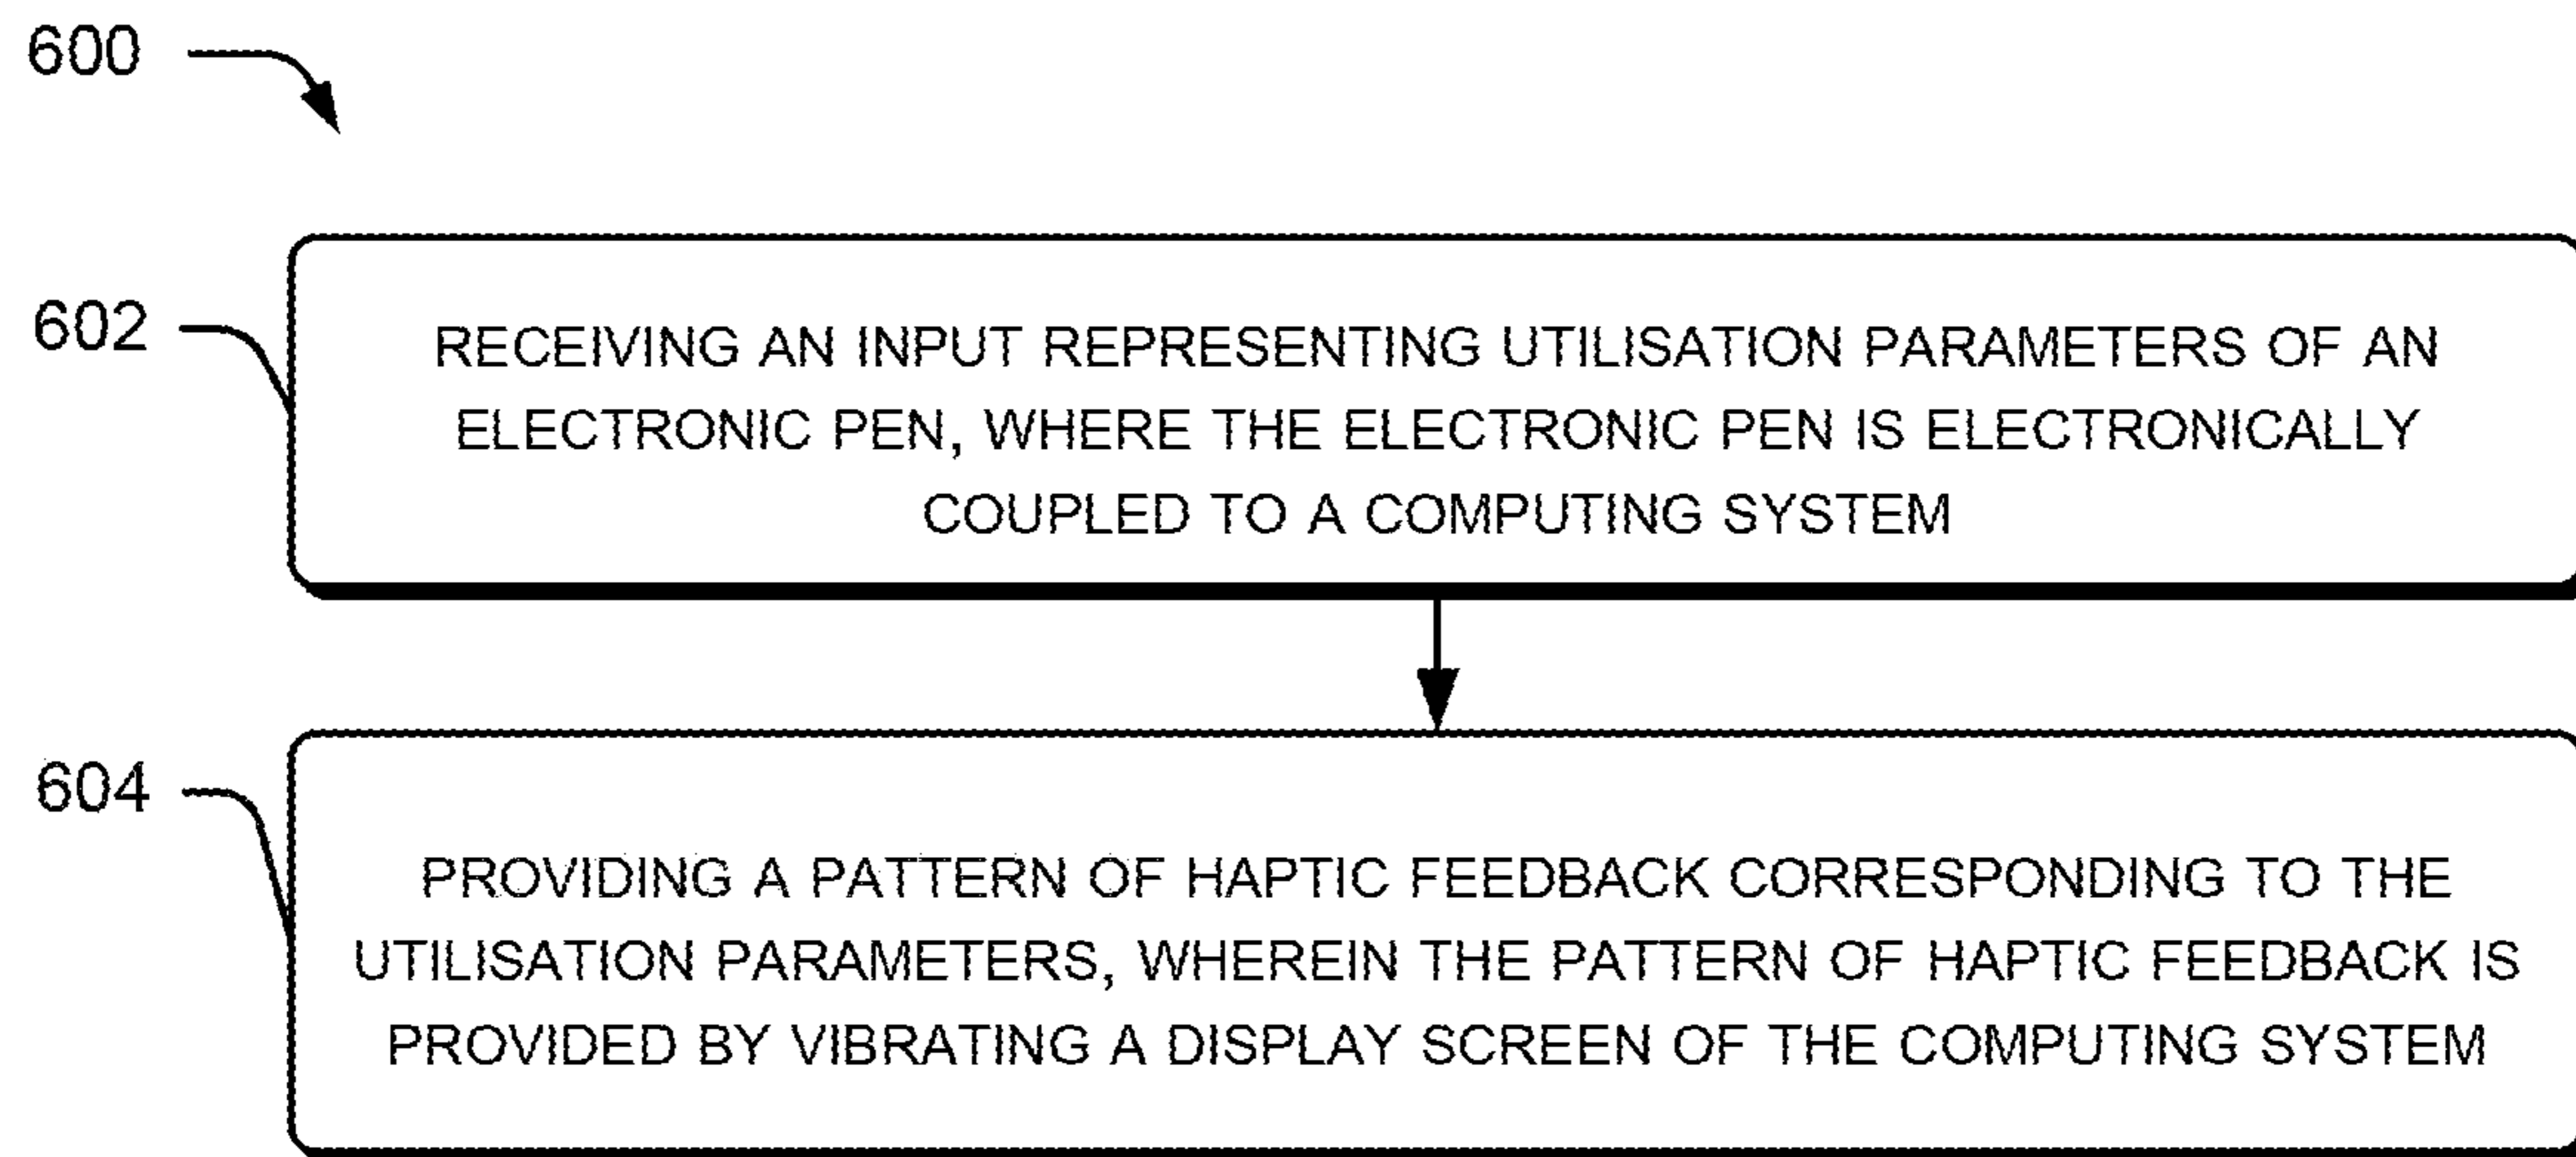 600
602
RECEIVING AN INPUT REPRESENTING UTILISATION PARAMETERS OF AN
ELECTRONIC PEN, WHERE THE ELECTRONIC PEN IS ELECTRONICALLY
COUPLED TO A COMPUTING SYSTEM
604
PROVIDING A PATTERN OF HAPTIC FEEDBACK CORRESPONDING TO THE
UTILISATION PARAMETERS, WHEREIN THE PATTERN OF HAPTIC FEEDBACK IS
PROVIDED BY VIBRATING A DISPLAY SCREEN OF THE COMPUTING SYSTEM